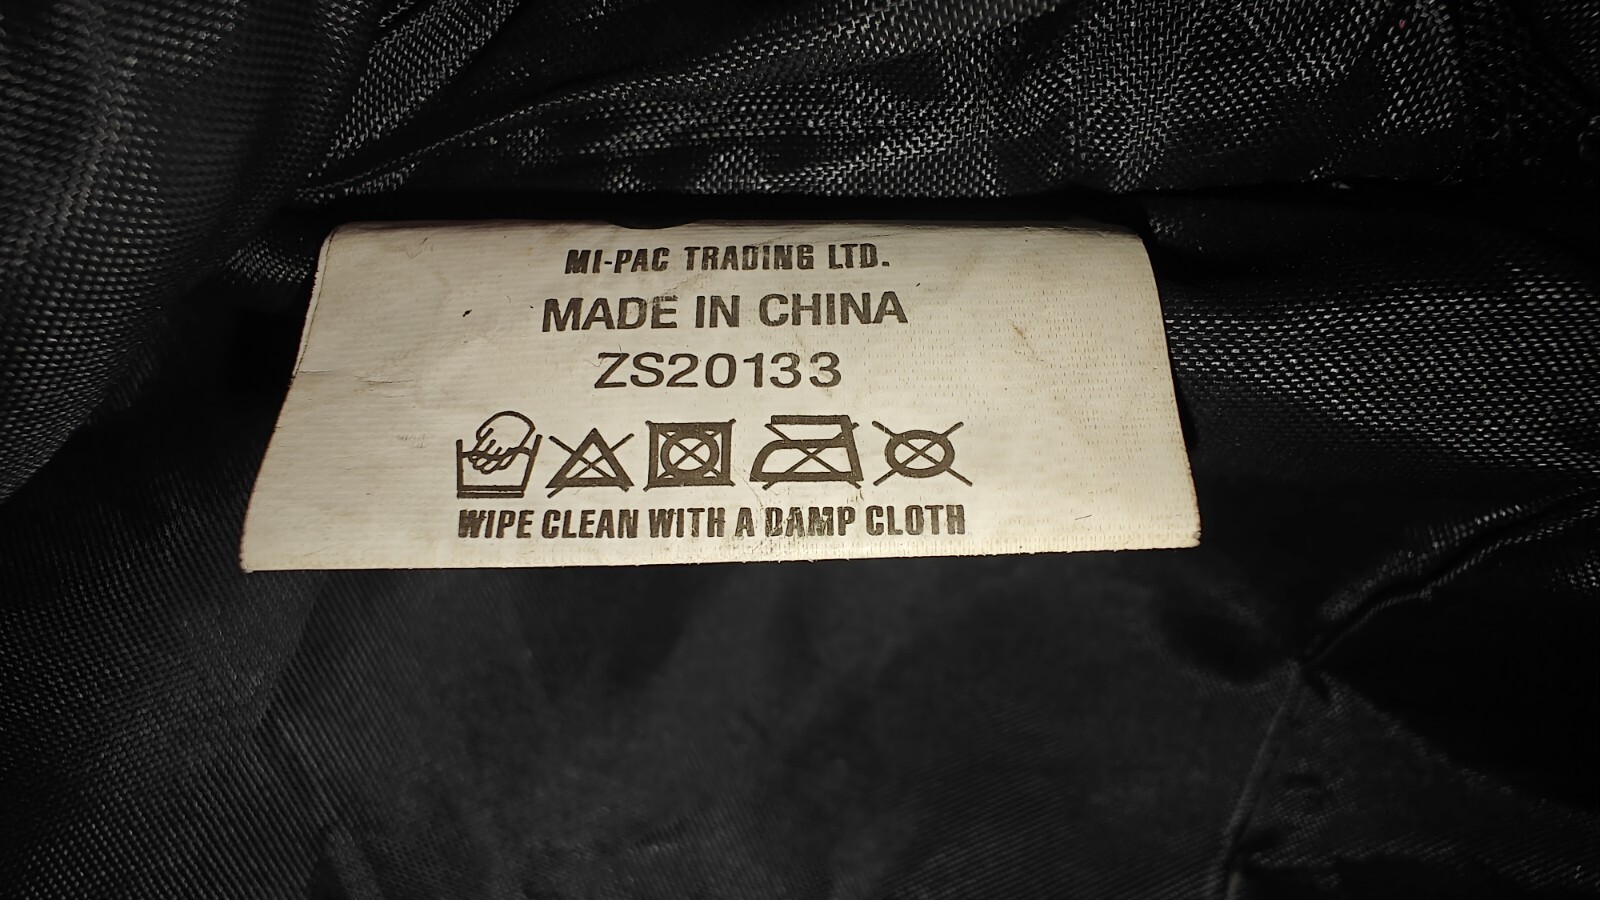 MI-PAC TRADING LTD.
MADE IN CHINA
ZS20133
WIPE CLEAN WITH A DAMP CLOTH